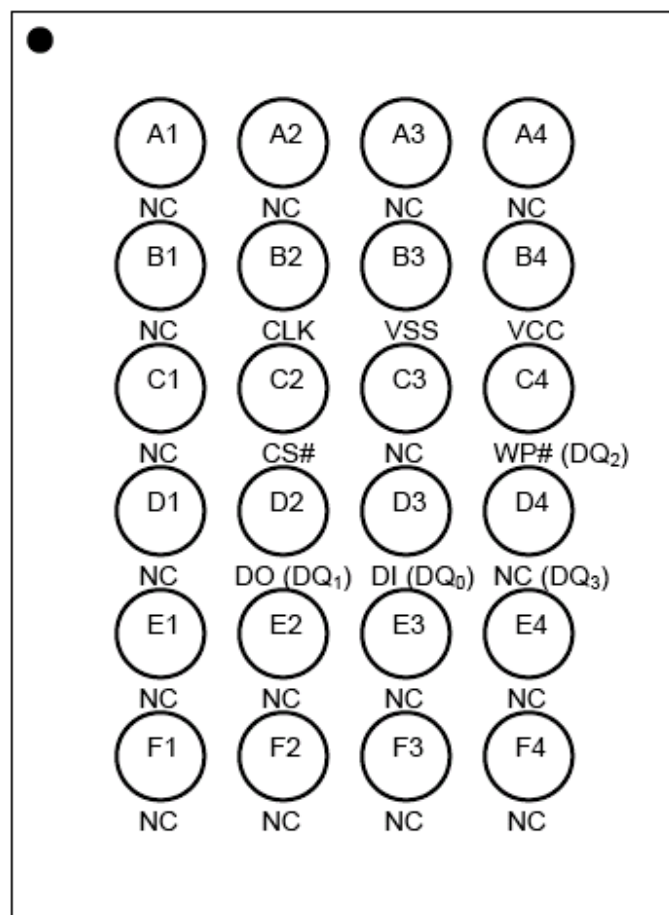 A1 A2 A3 A4
NC NC NC NC
B1 B2 B3 B4
NC CLK VSS VCC
C1 C2 C3 C4
NC CS# NC WP# (DQ₂)
D1 D2 D3 D4
NC DO (DQ₁) DI (DQ₀) NC (DQ₃)
E1 E2 E3 E4
NC NC NC NC
F1 F2 F3 F4
NC NC NC NC